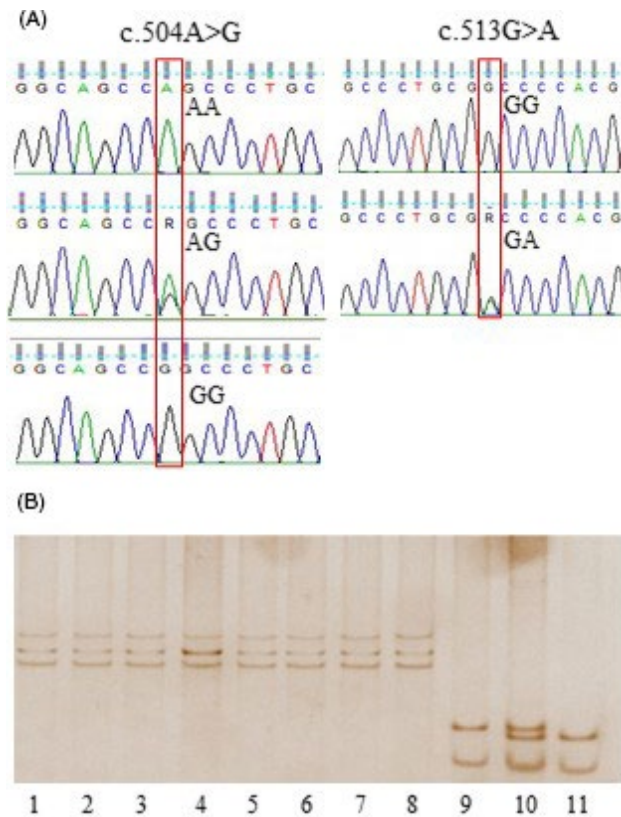 (A)
c.504A>G
G G C A G C C A G C C C T G C
AA
G G C A G C C R G C C C T G C
AG
G G C A G C C G G C C C T G C
GG
c.513G>A
G C C C T G C G G C C C C A C G
GG
G C C C T G C G R C C C C A C G
GA
(B)
1 2 3 4 5 6 7 8 9 10 11